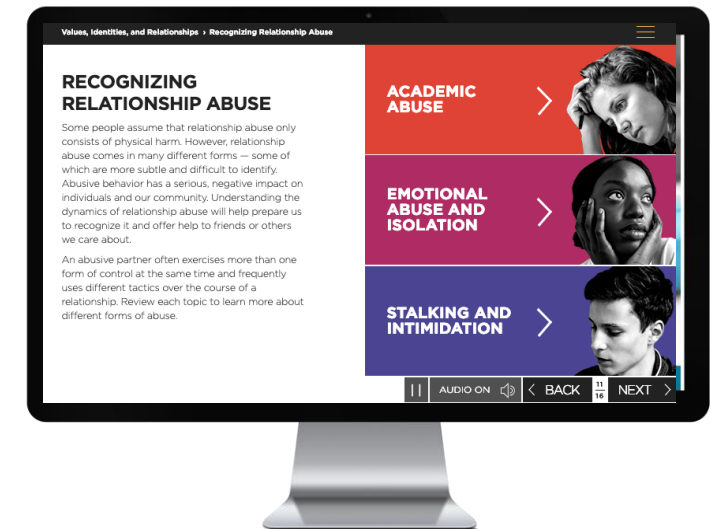 Values, Identities, and Relationships › Recognizing Relationship Abuse
RECOGNIZING
RELATIONSHIP ABUSE
Some people assume that relationship abuse only
consists of physical harm. However, relationship
abuse comes in many different forms — some of
which are more subtle and difficult to identify.
Abusive behavior has a serious, negative impact on
individuals and our community. Understanding the
dynamics of relationship abuse will help prepare us
to recognize it and offer help to friends or others
we care about.
An abusive partner often exercises more than one
form of control at the same time and frequently
uses different tactics over the course of a
relationship. Review each topic to learn more about
different forms of abuse.
ACADEMIC
ABUSE
EMOTIONAL
ABUSE AND
ISOLATION
STALKING AND
INTIMIDATION
AUDIO ON
BACK
11
16
NEXT